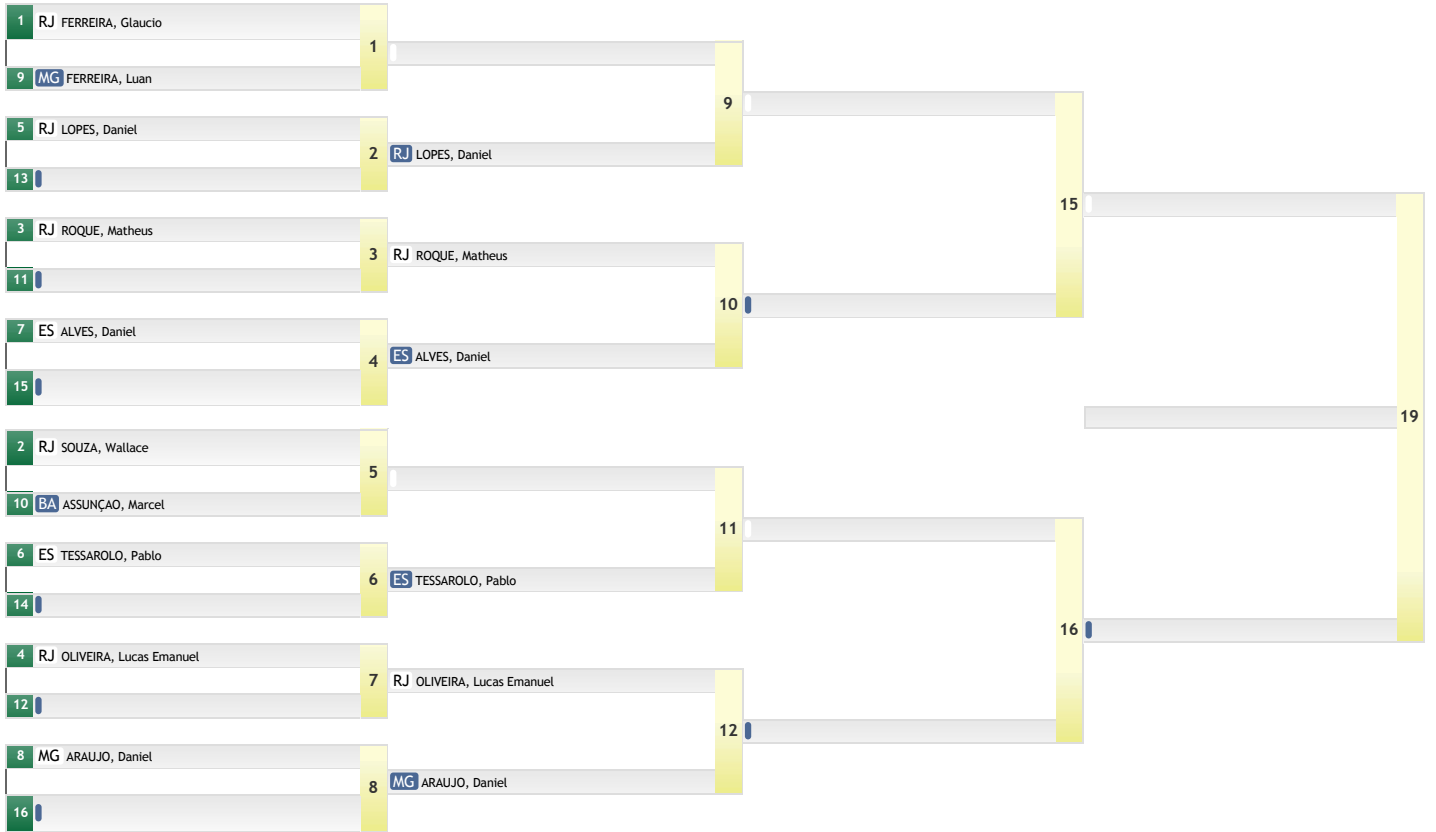 1 RJ FERREIRA, Glaucio
1
9 MG FERREIRA, Luan
5 RJ LOPES, Daniel
2
13
3 RJ ROQUE, Matheus
3
11
7 ES ALVES, Daniel
4
15
2 RJ SOUZA, Wallace
5
10 BA ASSUNÇAO, Marcel
6 ES TESSAROLO, Pablo
6
14
4 RJ OLIVEIRA, Lucas Emanuel
7
12
8 MG ARAUJO, Daniel
8
16
9
RJ LOPES, Daniel
RJ ROQUE, Matheus
10
ES ALVES, Daniel
11
ES TESSAROLO, Pablo
RJ OLIVEIRA, Lucas Emanuel
12
MG ARAUJO, Daniel
15
16
19